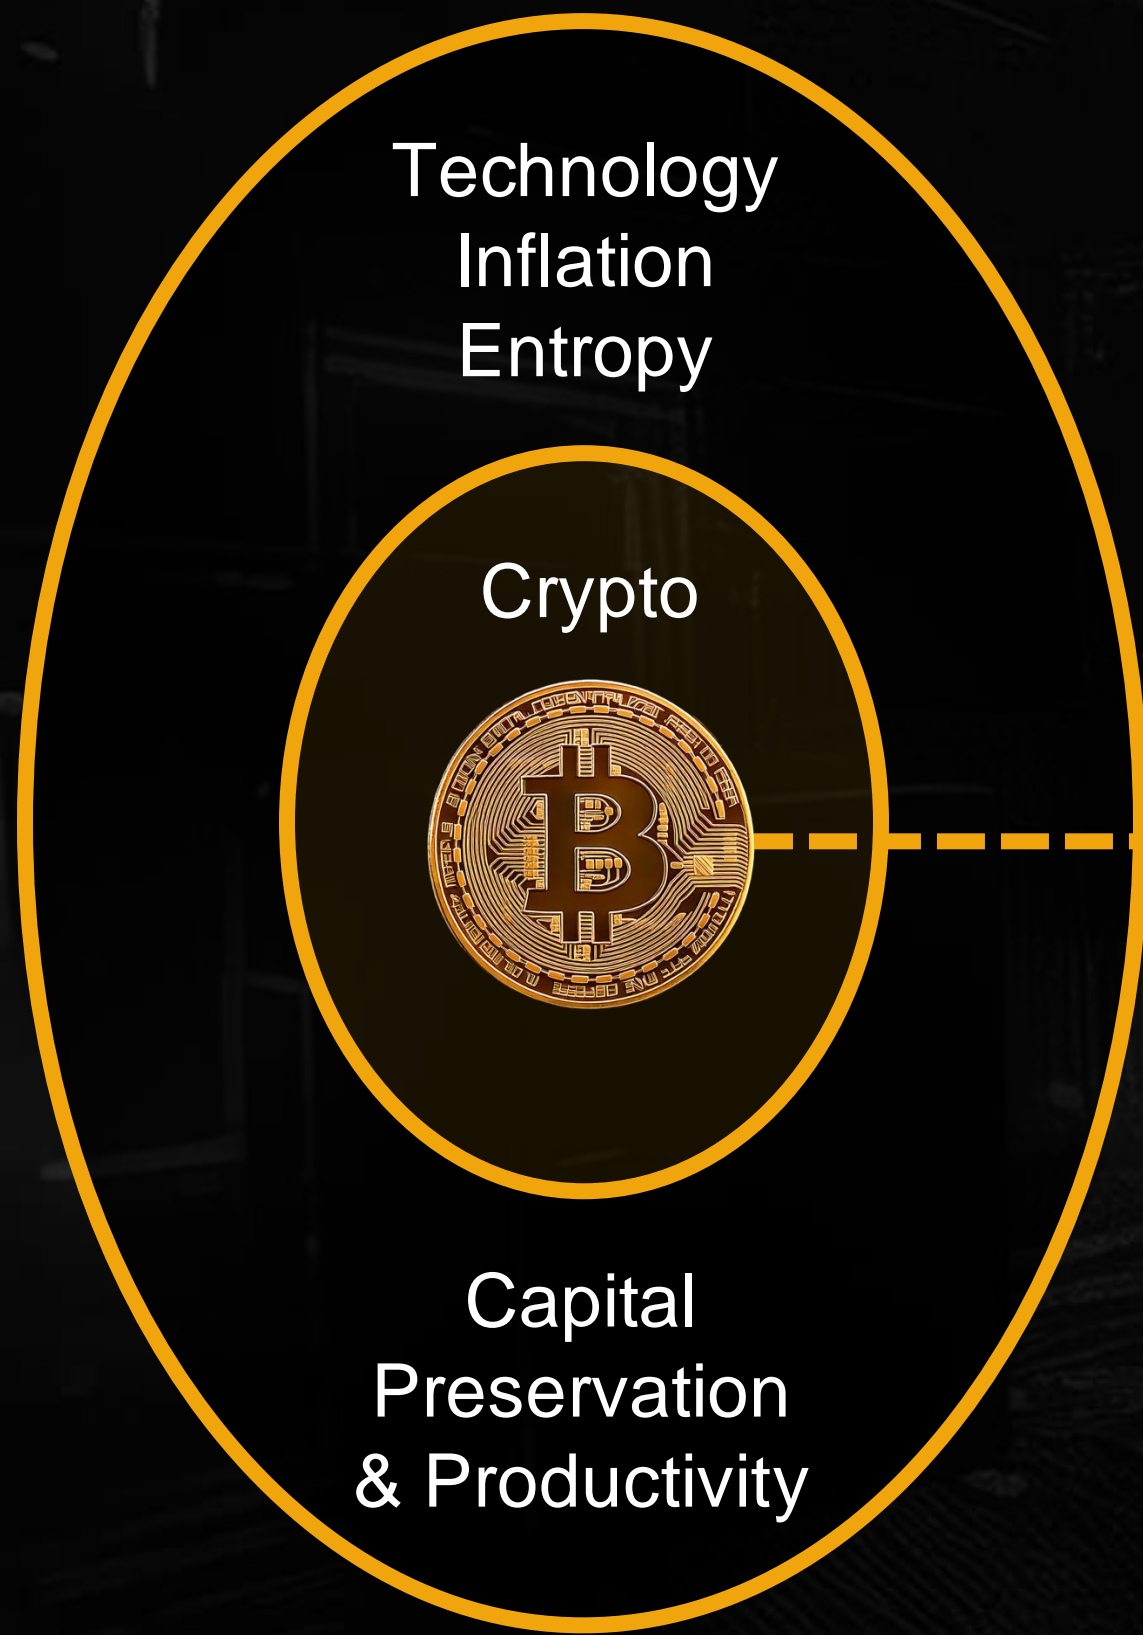 Technology
Inflation
Entropy
Crypto
Capital
Preservation
& Productivity